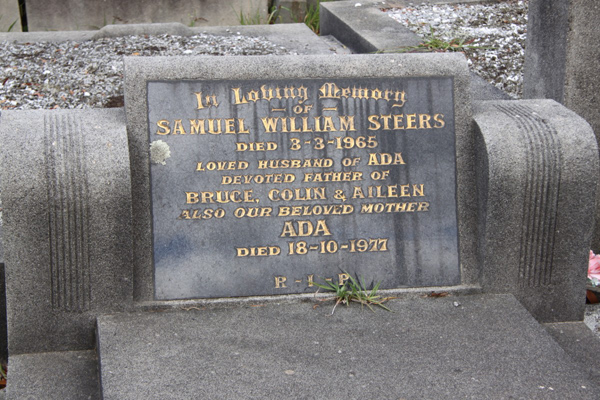 In Loving Memory
— OF —
SAMUEL WILLIAM STEERS
DIED 3-3-1965
LOVED HUSBAND OF ADA
DEVOTED FATHER OF
BRUCE, COLIN & AILEEN
ALSO OUR BELOVED MOTHER
ADA
DIED 18-10-1977
R-I-P